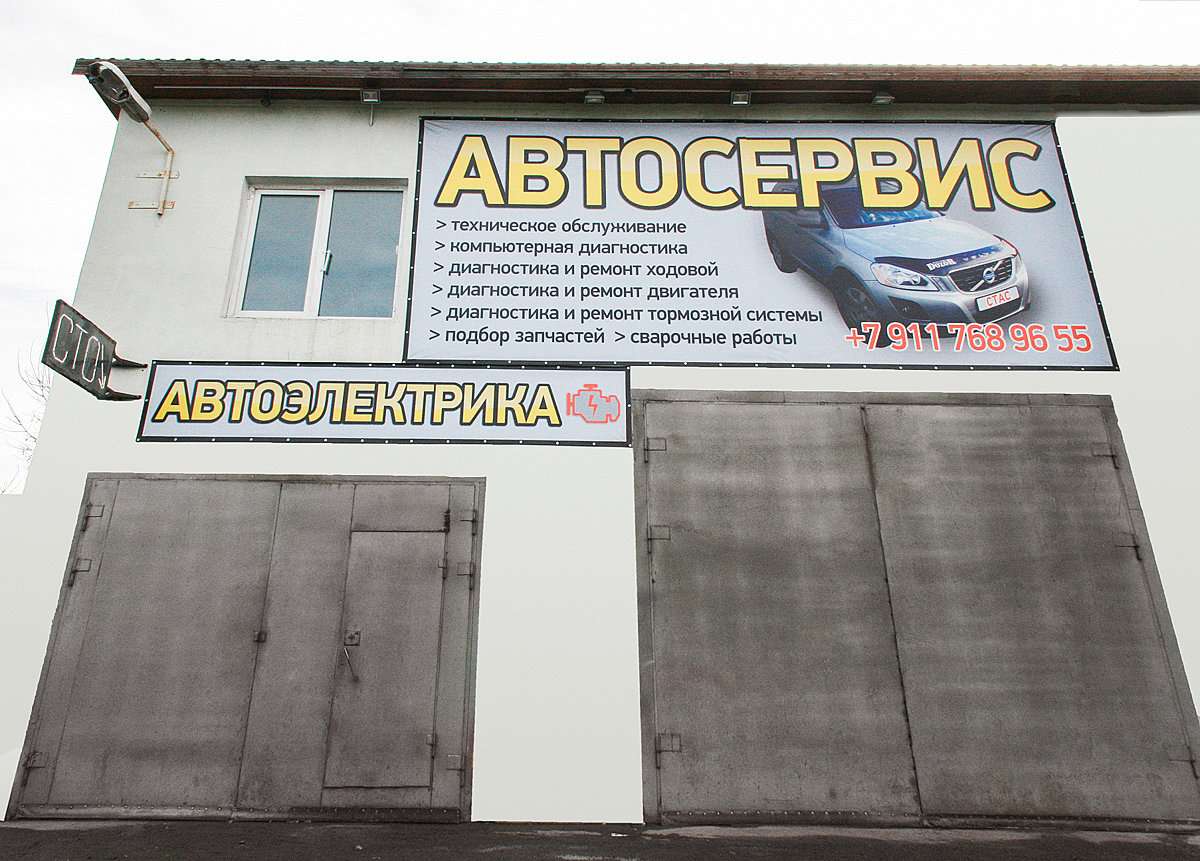 АВТОСЕРВИС
> техническое обслуживание
> компьютерная диагностика
> диагностика и ремонт ходовой
> диагностика и ремонт двигателя
> диагностика и ремонт тормозной системы
> подбор запчастей > сварочные работы
СТАС
+7 911 768 96 55
СТО
АВТОЭЛЕКТРИКА